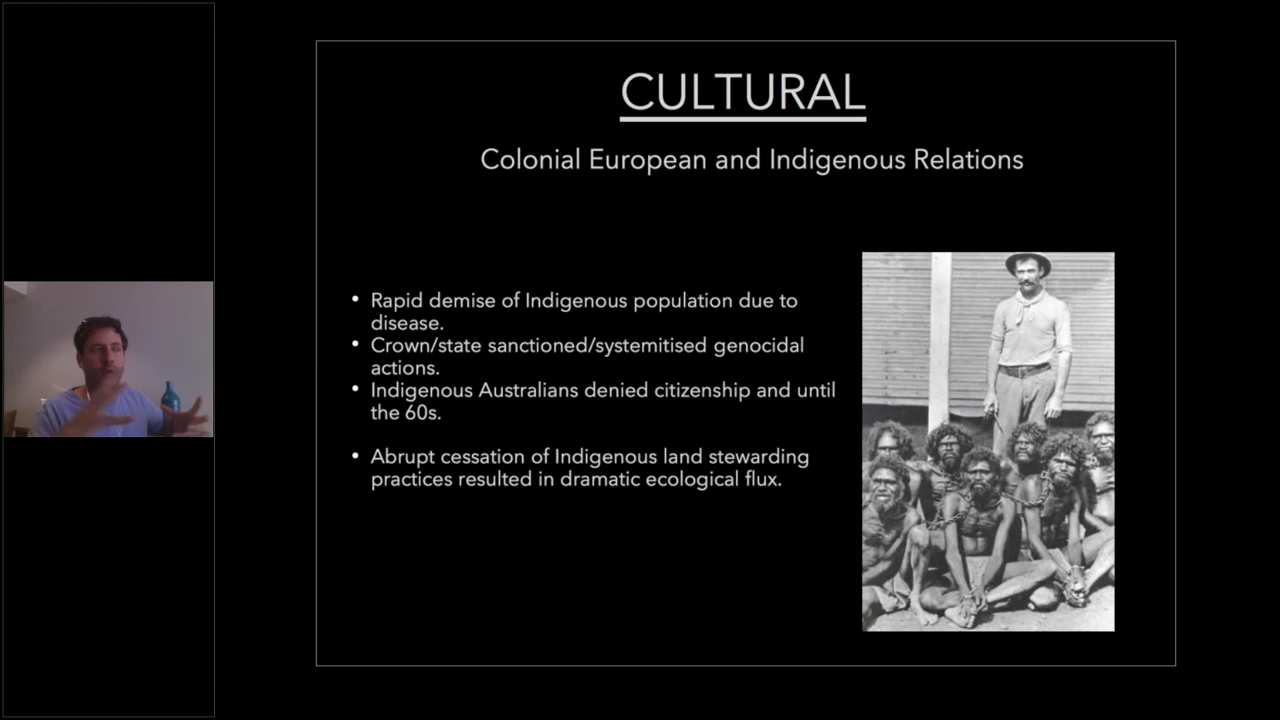 CULTURAL
Colonial European and Indigenous Relations
• Rapid demise of Indigenous population due to
disease.
• Crown/state sanctioned/systemitised genocidal
actions.
• Indigenous Australians denied citizenship and until
the 60s.
• Abrupt cessation of Indigenous land stewarding
practices resulted in dramatic ecological flux.